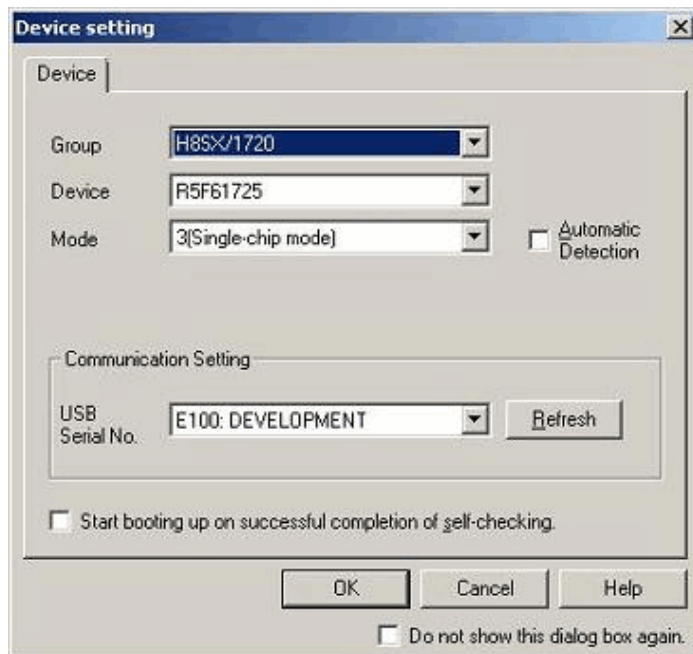 Device setting
Device
Group H8SX/1720
Device R5F61725
Mode 3(Single-chip mode)
Automatic
Detection
Communication Setting
USB
Serial No. E100: DEVELOPMENT Refresh
Start booting up on successful completion of self-checking.
OK Cancel Help
Do not show this dialog box again.